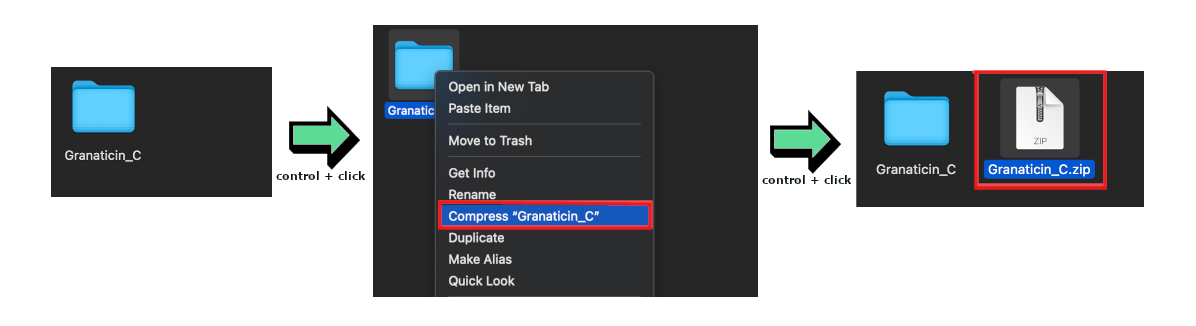 Granaticin_C
control + click
Granatic
Open in New Tab
Paste Item
Move to Trash
Get Info
Rename
Compress “Granaticin_C”
Duplicate
Make Alias
Quick Look
control + click
ZIP
Granaticin_C
Granaticin_C.zip